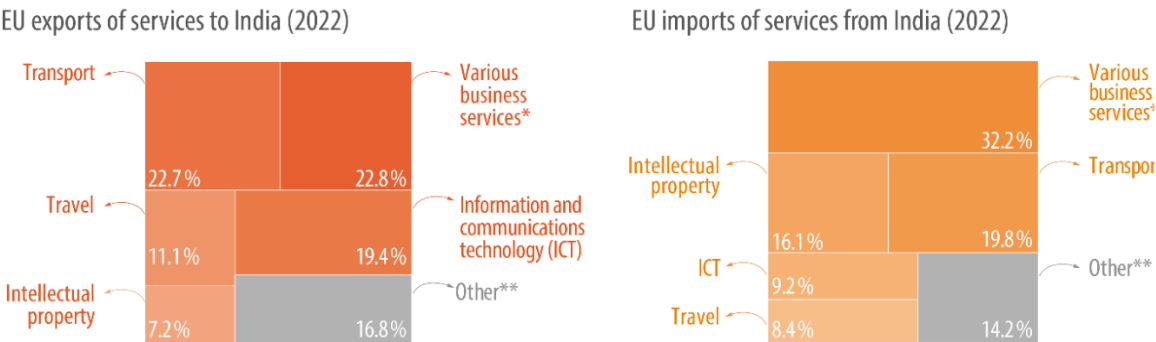 EU exports of services to India (2022)
Transport
Various
business
services*
22.7%
22.8%
Travel
Information and
communications
technology (ICT)
11.1%
19.4%
Intellectual
property
Other**
7.2%
16.8%
EU imports of services from India (2022)
Various
business
services*
32.2%
Intellectual
property
Transpor
16.1%
19.8%
ICT
Other**
9.2%
Travel
8.4%
14.2%